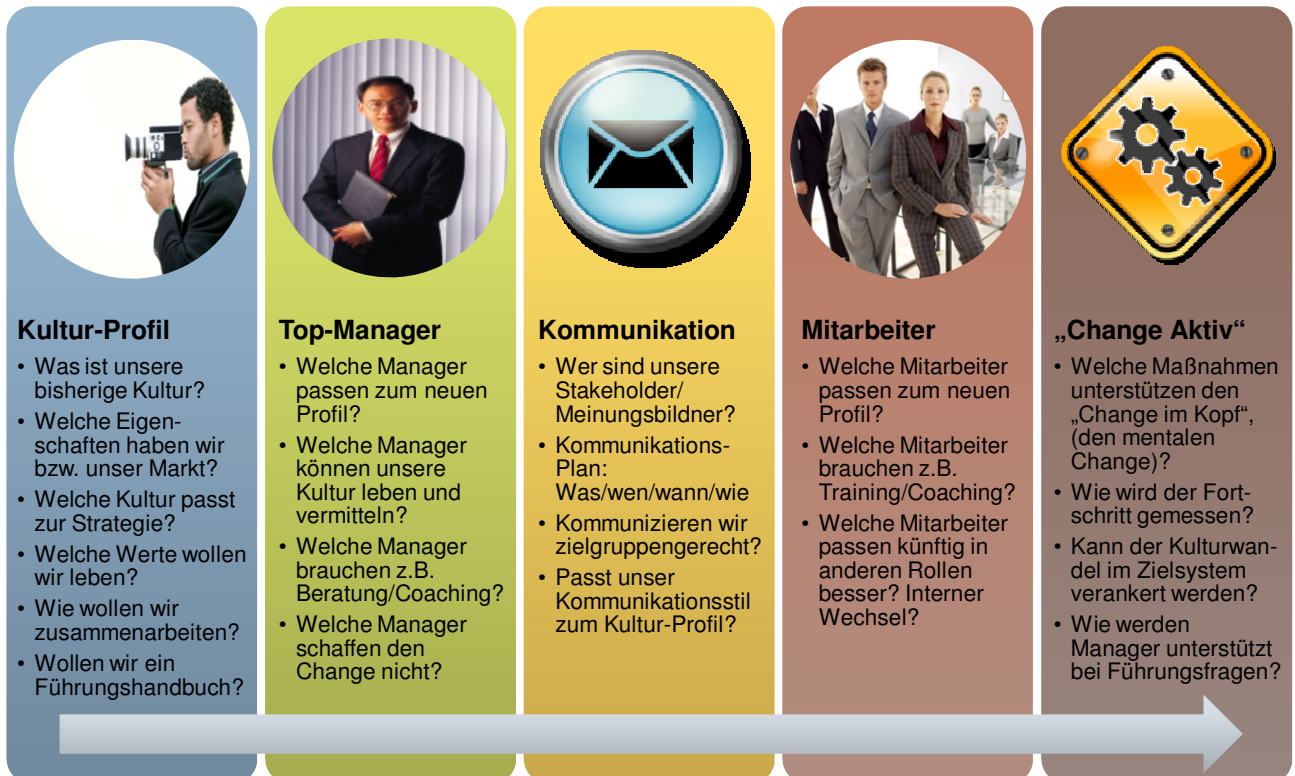 Kultur-Profil
• Was ist unsere
bisherige Kultur?
• Welche Eigen-
schaften haben wir
bzw. unser Markt?
• Welche Kultur passt
zur Strategie?
• Welche Werte wollen
wir leben?
• Wie wollen wir
zusammenarbeiten?
• Wollen wir ein
Führungshandbuch?
Top-Manager
• Welche Manager
passen zum neuen
Profil?
• Welche Manager
können unsere
Kultur leben und
vermitteln?
• Welche Manager
brauchen z.B.
Beratung/Coaching?
• Welche Manager
schaffen den
Change nicht?
Kommunikation
• Wer sind unsere
Stakeholder/
Meinungsbildner?
• Kommunikations-
Plan:
Was/wen/wann/wie
• Kommunizieren wir
zielgruppengerecht?
• Passt unser
Kommunikationsstil
zum Kultur-Profil?
Mitarbeiter
• Welche Mitarbeiter
passen zum neuen
Profil?
• Welche Mitarbeiter
brauchen z.B.
Training/Coaching?
• Welche Mitarbeiter
passen künftig in
anderen Rollen
besser? Interner
Wechsel?
„Change Aktiv“
• Welche Maßnahmen
unterstützen den
„Change im Kopf“,
(den mentalen
Change)?
• Wie wird der Fort-
schritt gemessen?
• Kann der Kulturwan-
del im Zielsystem
verankert werden?
• Wie werden
Manager unterstützt
bei Führungsfragen?